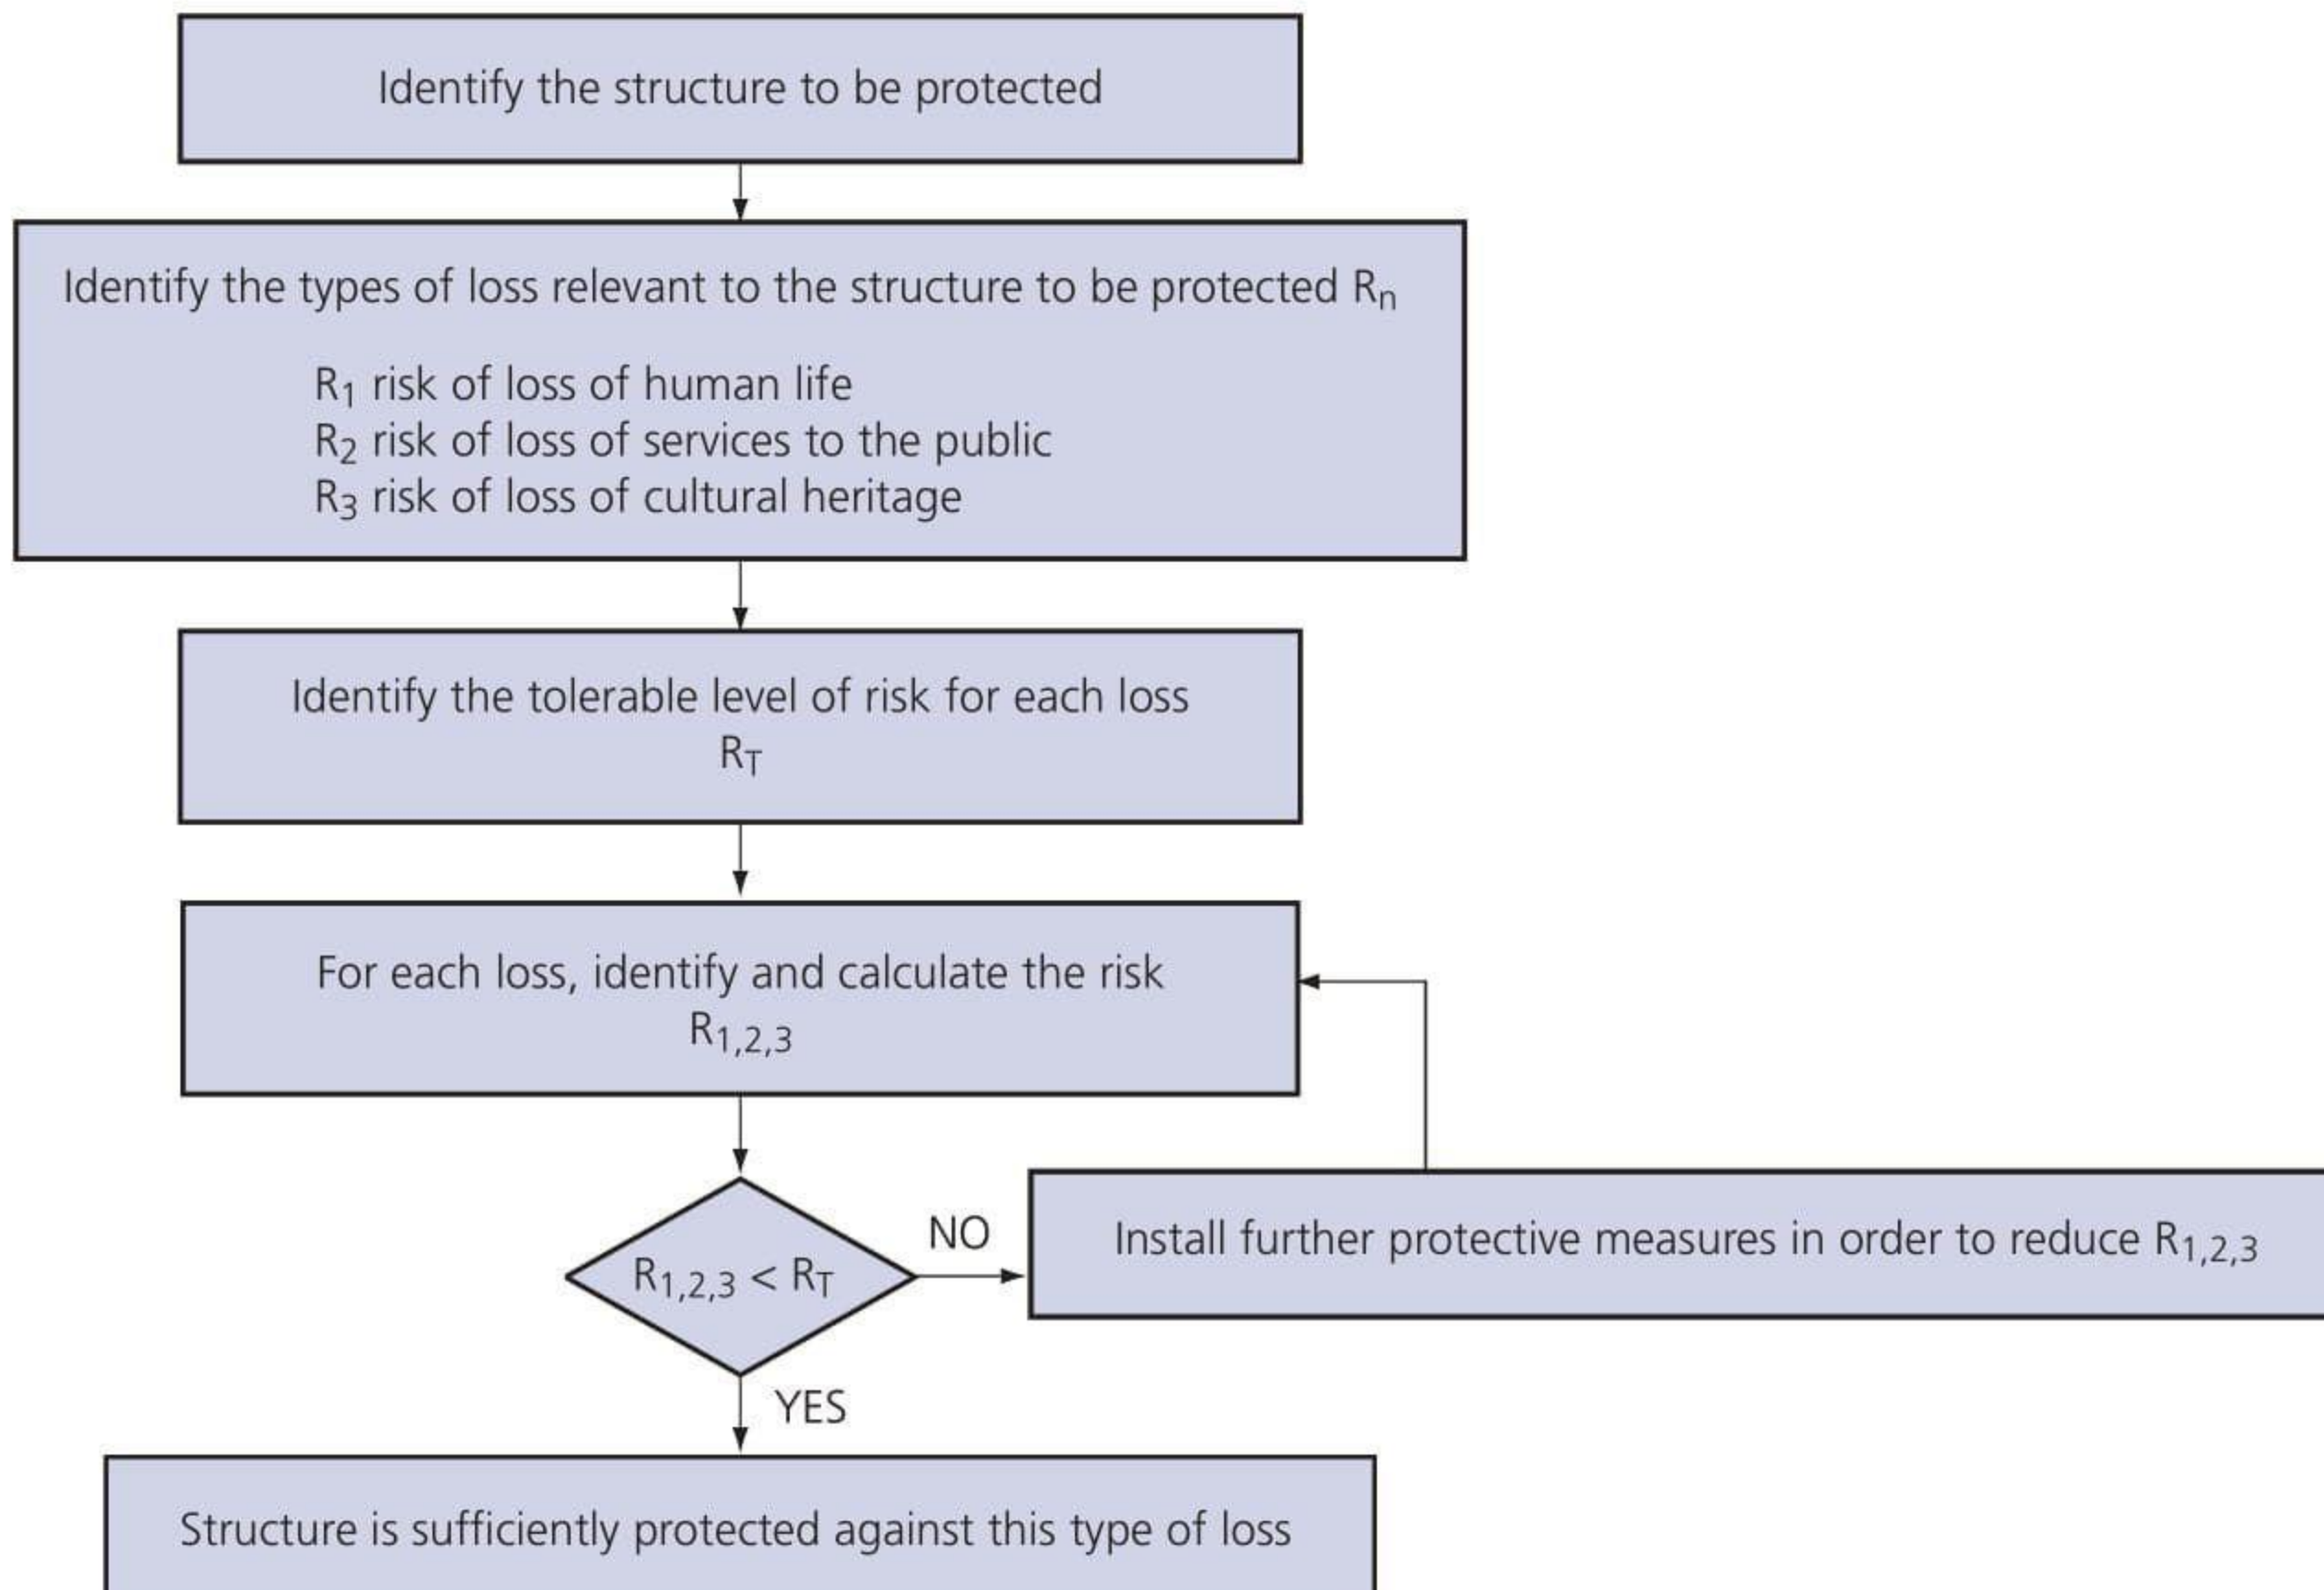 Identify the structure to be protected
Identify the types of loss relevant to the structure to be protected Rn
R1 risk of loss of human life
R2 risk of loss of services to the public
R3 risk of loss of cultural heritage
Identify the tolerable level of risk for each loss
RT
For each loss, identify and calculate the risk
R1,2,3
R1,2,3 < RT
NO
Install further protective measures in order to reduce R1,2,3
YES
Structure is sufficiently protected against this type of loss